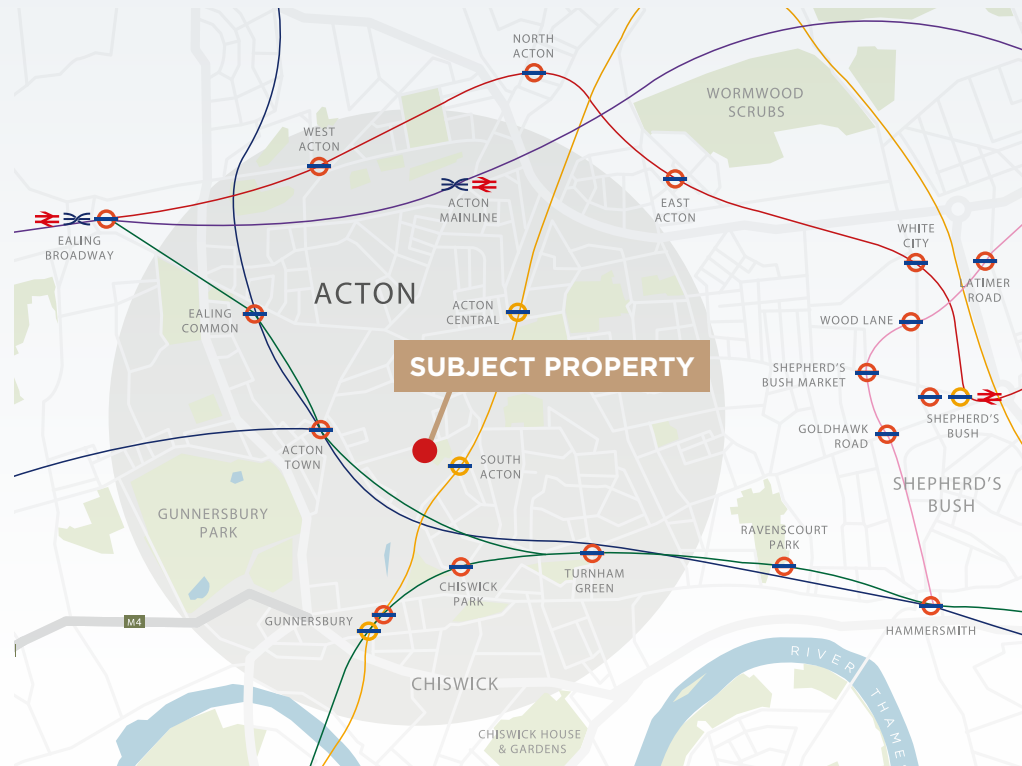 NORTH
ACTON
WORMWOOD
SCRUBS
WEST
ACTON
ACTON
MAINLINE
EAST
ACTON
EALING
BROADWAY
WHITE
CITY
LATIMER
ROAD
ACTON
EALING
COMMON
ACTON
CENTRAL
WOOD LANE
SUBJECT PROPERTY
SHEPHERD'S
BUSH MARKET
SHEPHERD'S
BUSH
GOLDHAWK
ROAD
ACTON
TOWN
SOUTH
ACTON
SHEPHERD'S
BUSH
GUNNERSBURY
PARK
RAVENSCOURT
PARK
TURNHAM
GREEN
CHISWICK
PARK
M4
GUNNERSBURY
HAMMERSMITH
RIVER THAME
CHISWICK
CHISWICK HOUSE
& GARDENS